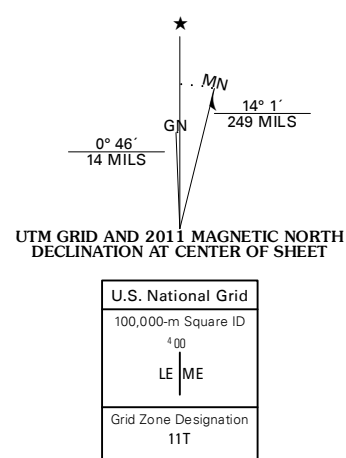 ★
MN
GN
14° 1´
249 MILS
0° 46´
14 MILS
UTM GRID AND 2011 MAGNETIC NORTH
DECLINATION AT CENTER OF SHEET
U.S. National Grid
100,000-m Square ID
⁴00
LE ME
Grid Zone Designation
11T